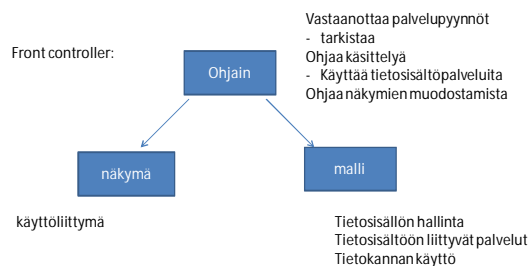 Front controller:
Vastaanottaa palvelupyynnöt
- tarkistaa
Ohjaa käsittelyä
- Käyttää tietosisältöpalveluita
Ohjaa näkymien muodostamista
Ohjain
näkymä
malli
käyttöliittymä
Tietosisällön hallinta
Tietosisältöön liittyvät palvelut
Tietokannan käyttö